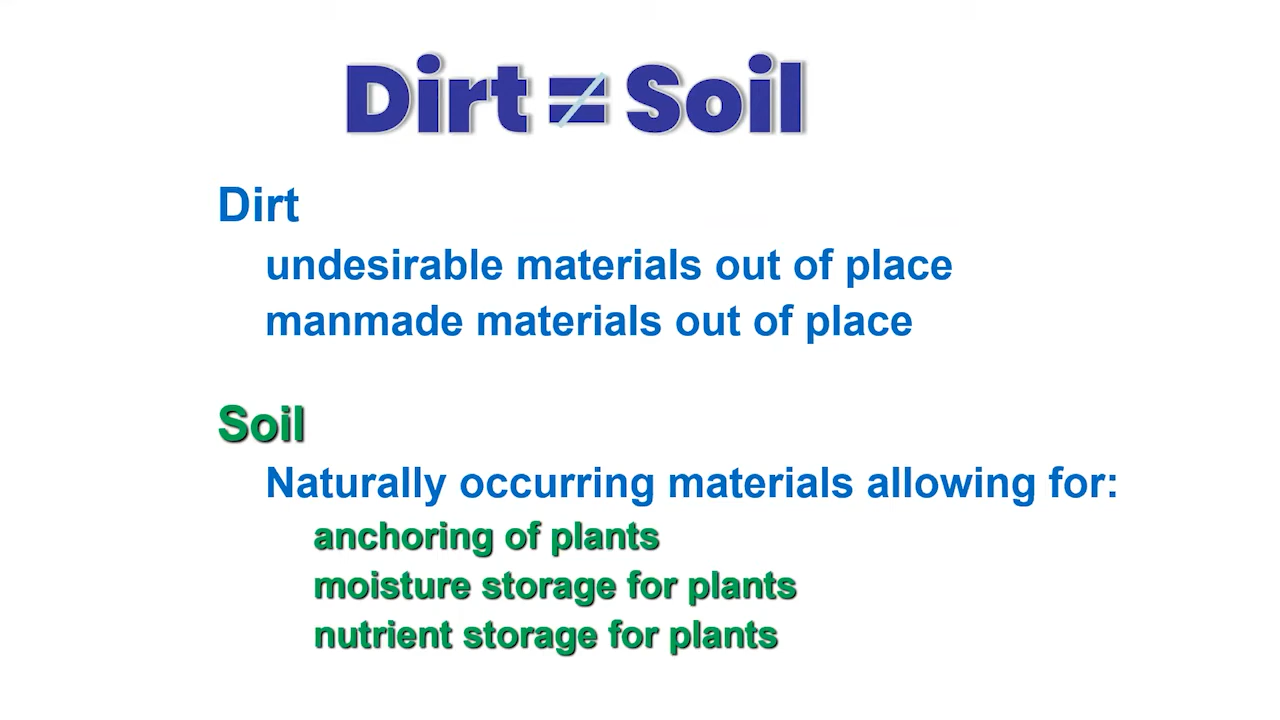 Dirt ≠ Soil
Dirt
undesirable materials out of place
manmade materials out of place
Soil
Naturally occurring materials allowing for:
anchoring of plants
moisture storage for plants
nutrient storage for plants